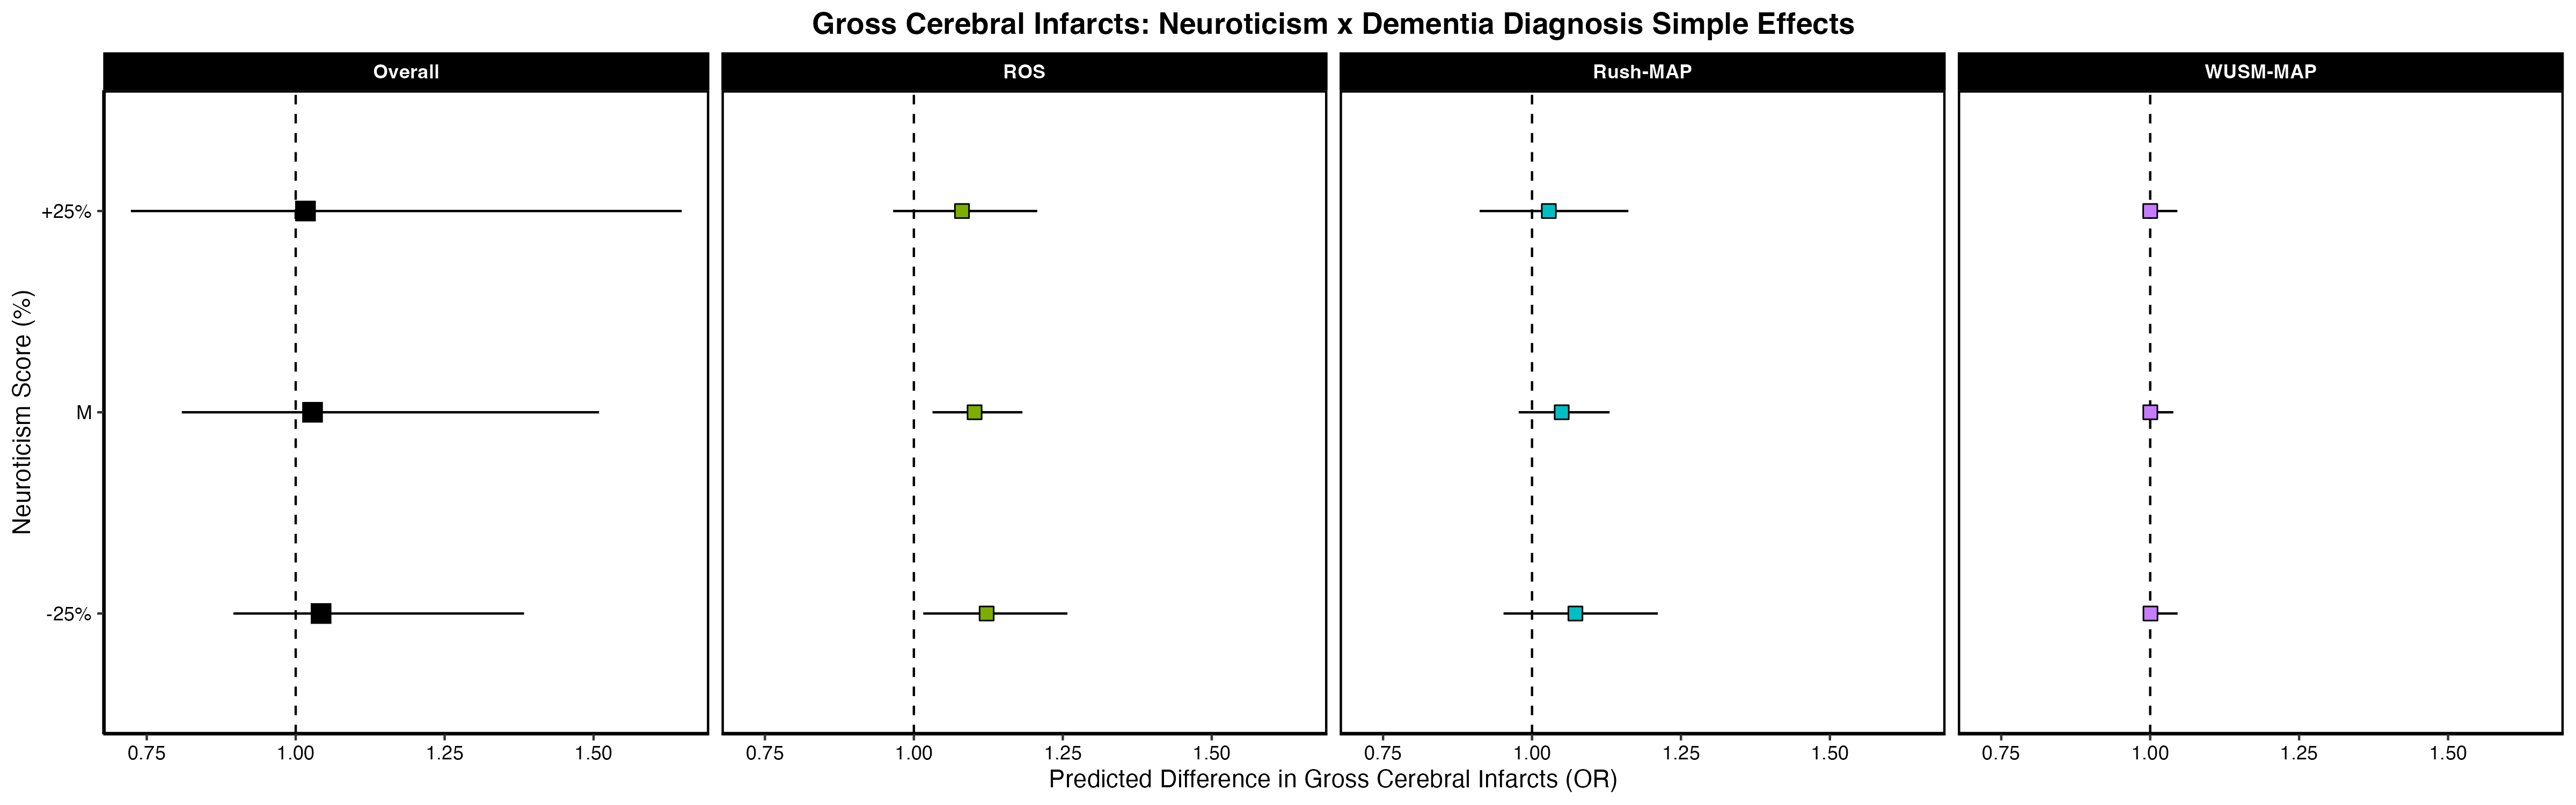 Gross Cerebral Infarcts: Neuroticism x Dementia Diagnosis Simple Effects
Overall
ROS
Rush-MAP
WUSM-MAP
Neuroticism Score (%)
+25%
M
-25%
0.75 1.00 1.25 1.50
0.75 1.00 1.25 1.50
0.75 1.00 1.25 1.50
0.75 1.00 1.25 1.50
Predicted Difference in Gross Cerebral Infarcts (OR)